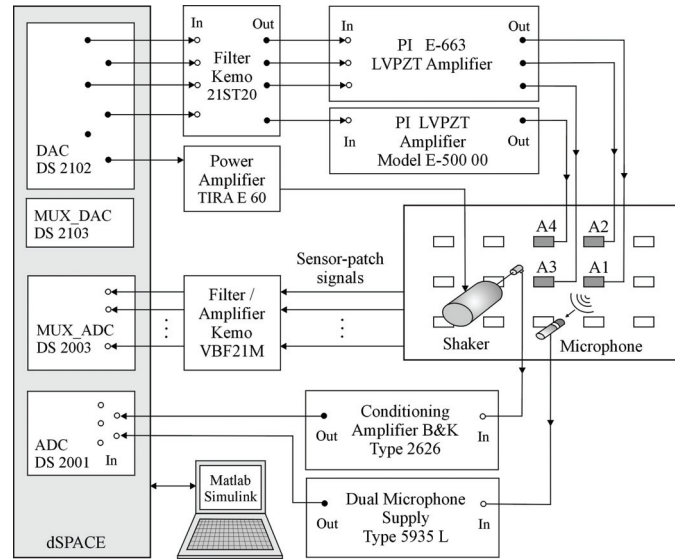 In
Out
Filter
Kemo
21ST20
PI E-663
LVPZT Amplifier
Out
In
PI LVPZT
Amplifier
Model E-500 00
Out
DAC
DS 2102
Power
Amplifier
TIRA E 60
MUX_DAC
DS 2103
A4
A2
A3
A1
Sensor-patch
signals
MUX_ADC
DS 2003
Filter /
Amplifier
Kemo
VBF21M
Shaker
Microphone
ADC
DS 2001
In
Out
Conditioning
Amplifier B&K
Type 2626
In
Matlab
Simulink
Out
Dual Microphone
Supply
Type 5935 L
In
dSPACE